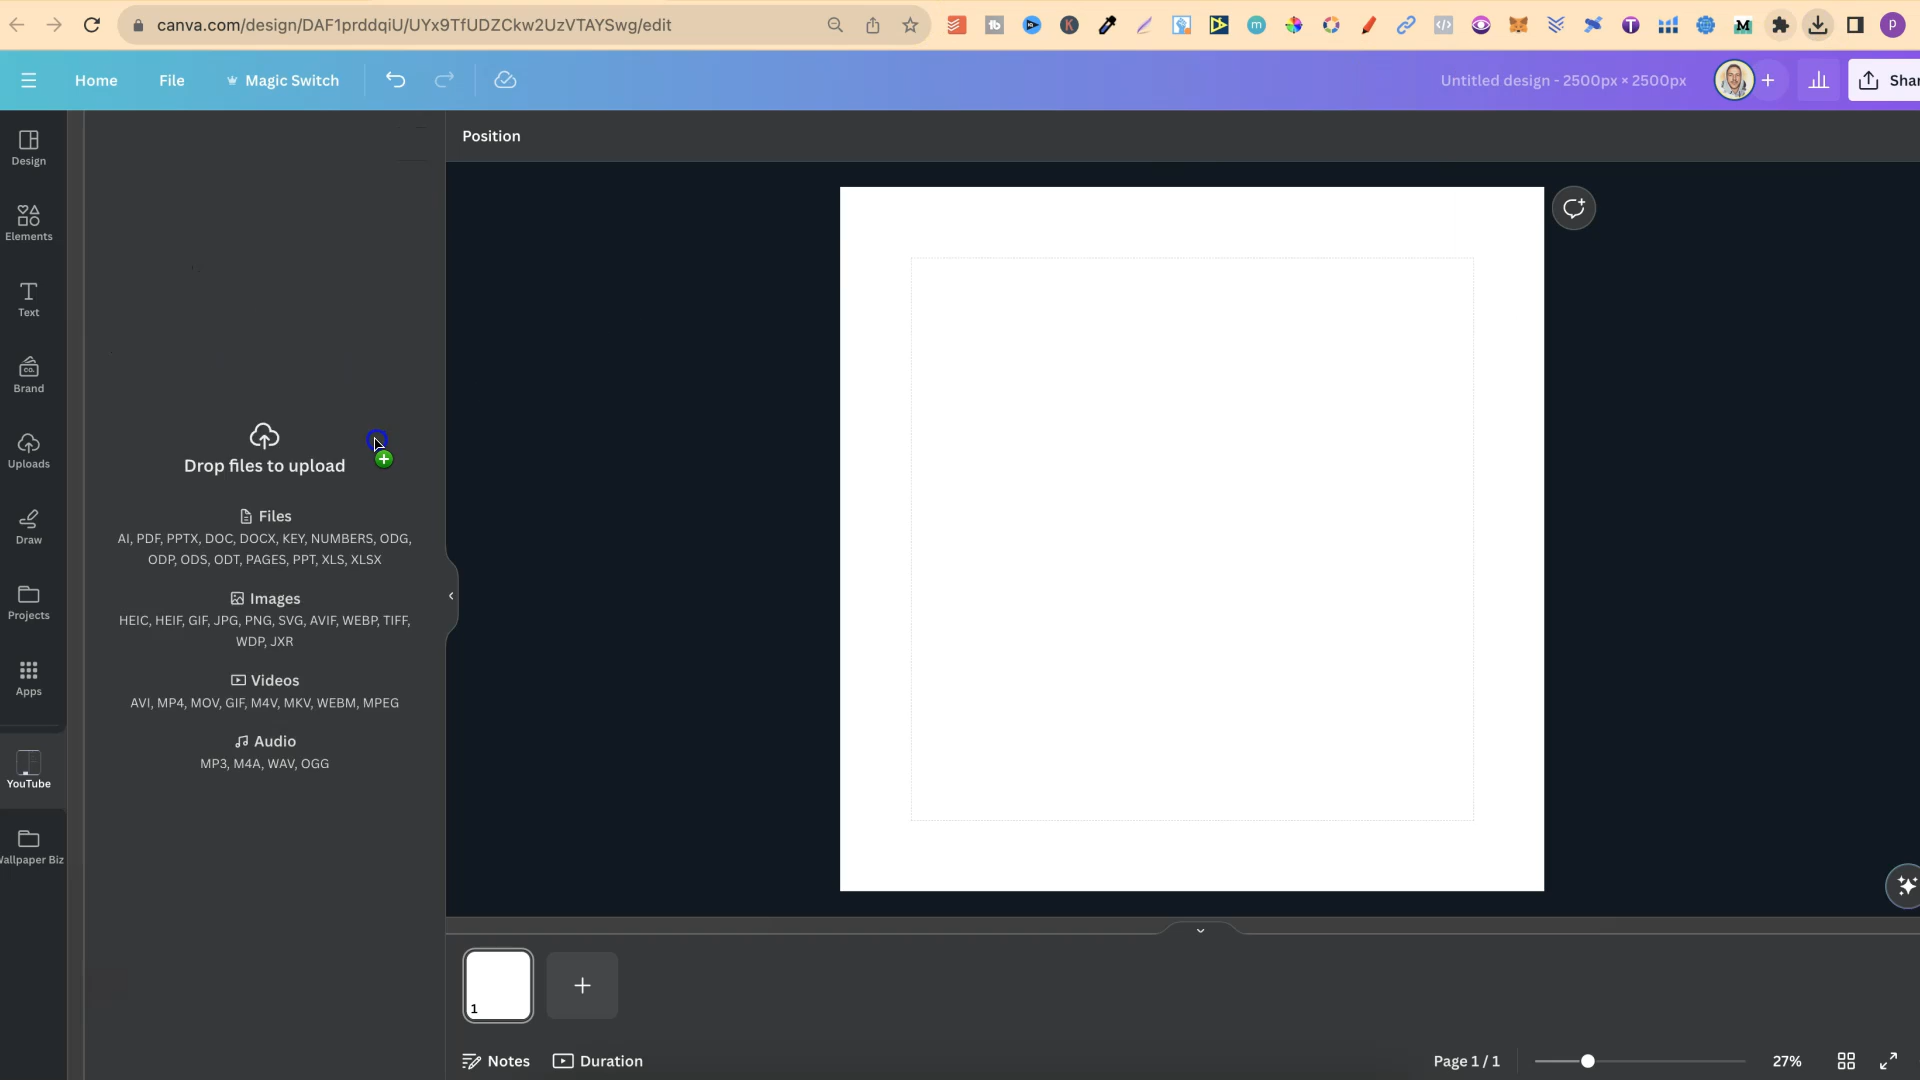 canva.com/design/DAF1prddqiU/UYx9TfUDZCkw2UzVTAYSwg/edit
Home
File
Magic Switch
Untitled design - 2500px × 2500px
Shar
Design
Elements
Text
Brand
Uploads
Draw
Projects
Apps
YouTube
Wallpaper Biz
Position
Drop files to upload
Files
AI, PDF, PPTX, DOC, DOCX, KEY, NUMBERS, ODG,
ODP, ODS, ODT, PAGES, PPT, XLS, XLSX
Images
HEIC, HEIF, GIF, JPG, PNG, SVG, AVIF, WEBP, TIFF,
WDP, JXR
Videos
AVI, MP4, MOV, GIF, M4V, MKV, WEBM, MPEG
Audio
MP3, M4A, WAV, OGG
1
Notes
Duration
Page 1 / 1
27%